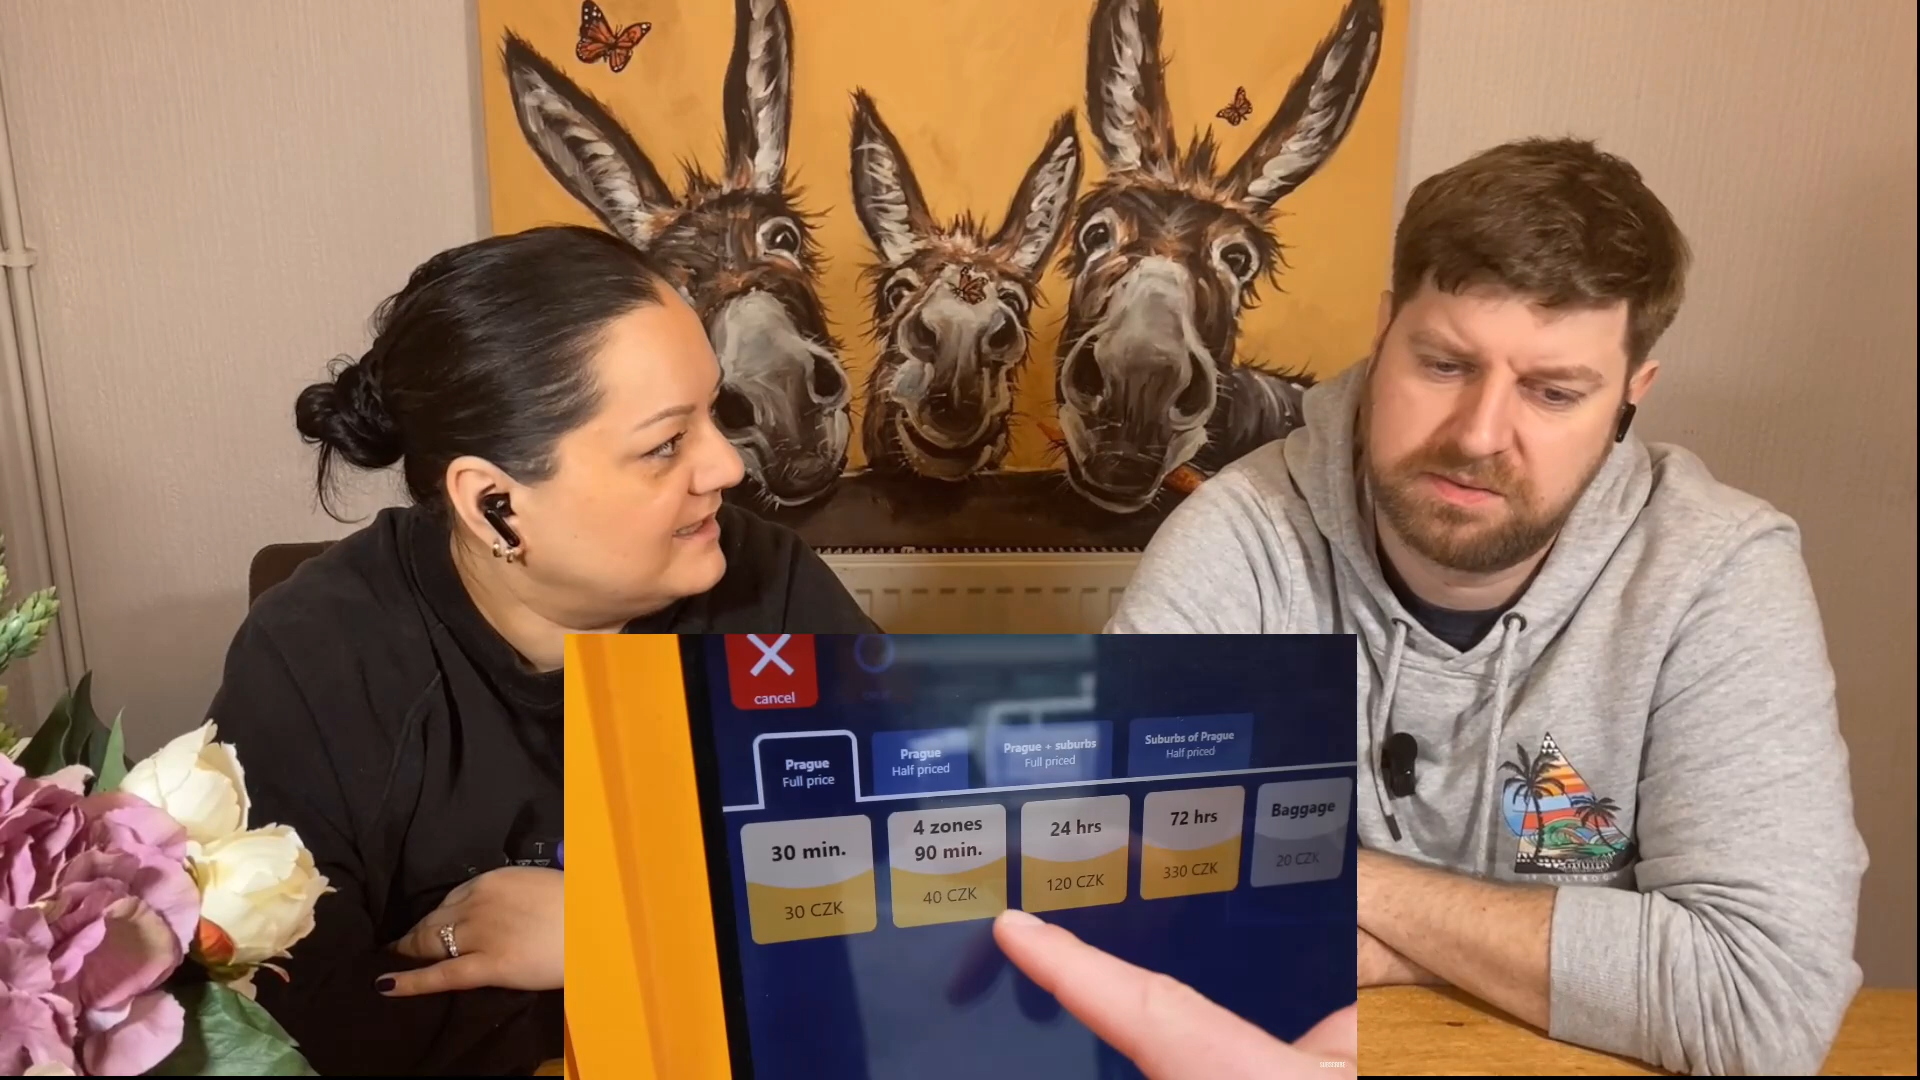 cancel
Prague
Full price
Prague
Half priced
Prague + suburbs
Full priced
Suburbs of Prague
Half priced
30 min.
30 CZK
4 zones
90 min.
40 CZK
24 hrs
120 CZK
72 hrs
330 CZK
Baggage
20 CZK